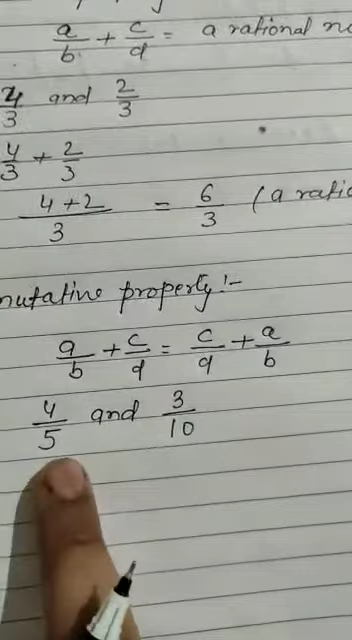 a/b + c/d = a rational
4/3 and 2/3
4/3 + 2/3
4+2/3 = 6/3 (a
property :-
a/b + c/d = c/d + a/b
4/5 and 3/10